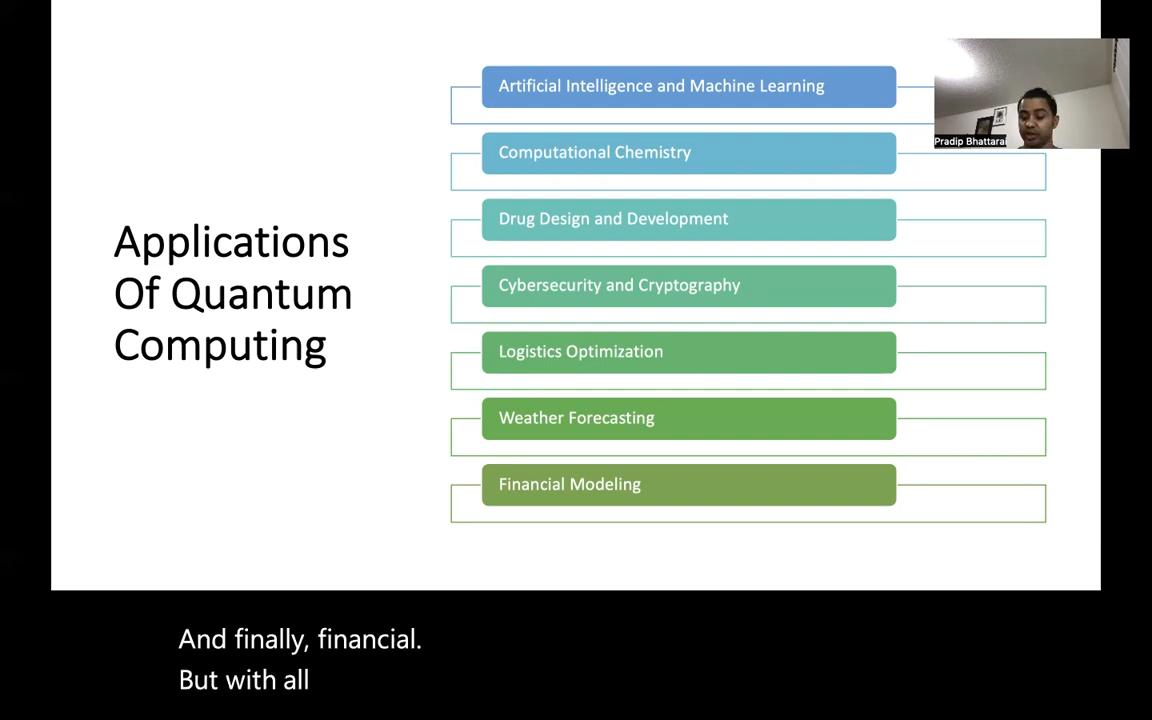 Applications
Of Quantum
Computing
Artificial Intelligence and Machine Learning
Computational Chemistry
Drug Design and Development
Cybersecurity and Cryptography
Logistics Optimization
Weather Forecasting
Financial Modeling
Pradip Bhattarai
And finally, financial.
But with all